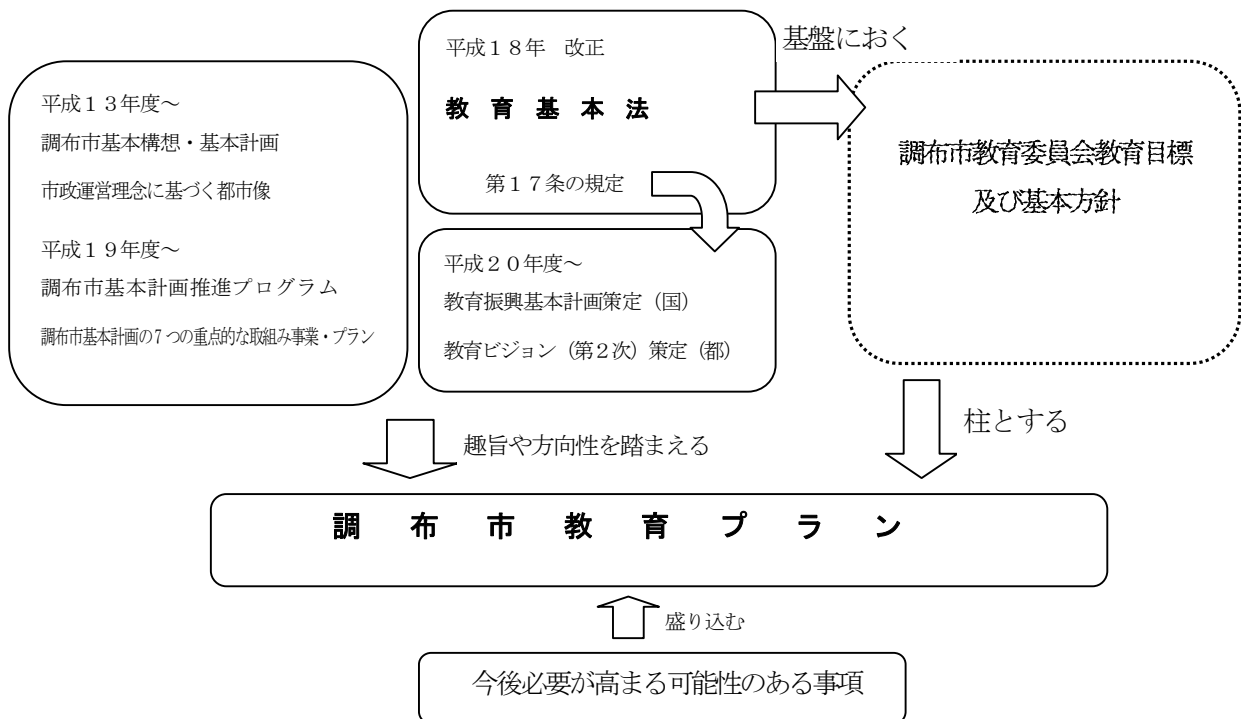 平成１３年度～
調布市基本構想・基本計画
市政運営理念に基づく都市像
平成１９年度～
調布市基本計画推進プログラム
調布市基本計画の７つの重点的な取組み事業・プラン
平成１８年　改正
教 育 基 本 法
第１７条の規定
平成２０年度～
教育振興基本計画策定（国）
教育ビジョン（第２次）策定（都）
基盤におく
調布市教育委員会教育目標
及び基本方針
趣旨や方向性を踏まえる
柱とする
調 布 市 教 育 プ ラ ン
盛り込む
今後必要が高まる可能性のある事項